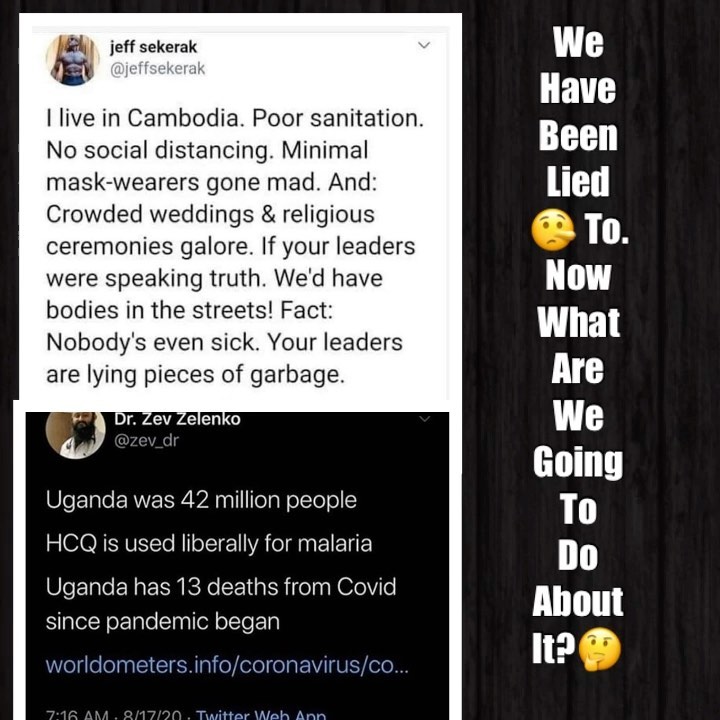 jeff sekerak
@jeffsekerak
I live in Cambodia. Poor sanitation.
No social distancing. Minimal
mask-wearers gone mad. And:
Crowded weddings & religious
ceremonies galore. If your leaders
were speaking truth. We'd have
bodies in the streets! Fact:
Nobody's even sick. Your leaders
are lying pieces of garbage.
Dr. Zev Zelenko
@zev_dr
Uganda was 42 million people
HCQ is used liberally for malaria
Uganda has 13 deaths from Covid
since pandemic began
worldometers.info/coronavirus/co...
7:16 AM · 8/17/20 · Twitter Web App
We
Have
Been
Lied
🤥 To.
Now
What
Are
We
Going
To
Do
About
It?🤔